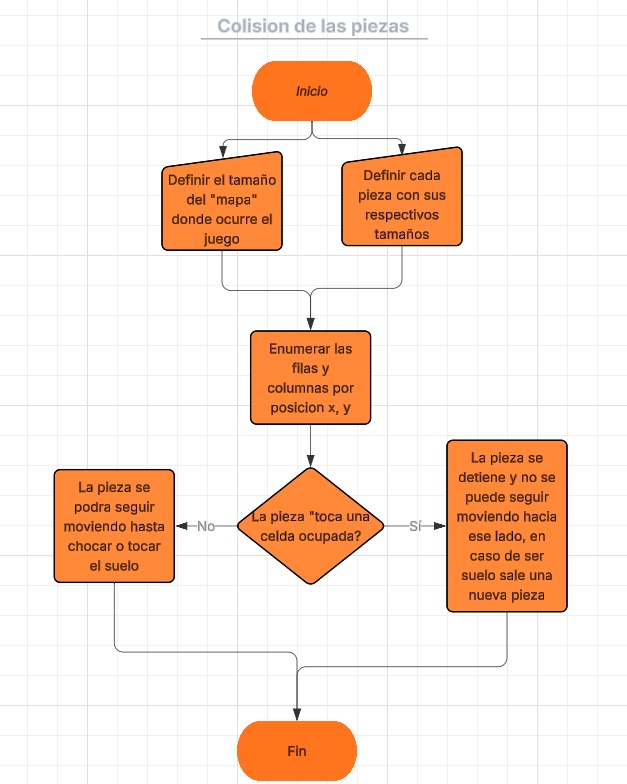 Colision de las piezas
Inicio
Definir el tamaño
del "mapa"
donde ocurre el
juego
Definir cada
pieza con sus
respectivos
tamaños
Enumerar las
filas y
columnas por
posicion x, y
La pieza "toca una
celda ocupada?
No
Sí
La pieza se
podra seguir
moviendo hasta
chocar o tocar
el suelo
La pieza se
detiene y no se
puede seguir
moviendo hacia
ese lado, en
caso de ser
suelo sale una
nueva pieza
Fin